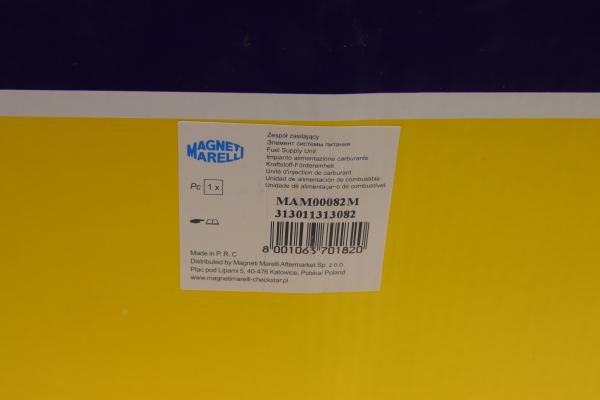 MAGNETI
MARELLI
Zespół zasilający
Элемент системы питания
Fuel Supply Unit
Impianto alimentazione carburante
Kraftstoff-Fördereinheit
Unité d'injection de carburant
Unidad de alimentación de combustible
Unidade de alimentaça-o de combustível
Pc 1 x
MAM00082M
313011313082
8 001063 701820
Made in P. R. C
Distributed by Magneti Marelli Aftermarket Sp. z o.o.
Plac pod Lipami 5, 40-476 Katowice, Polska/ Poland
www.magnetimarelli-checkstar.pl